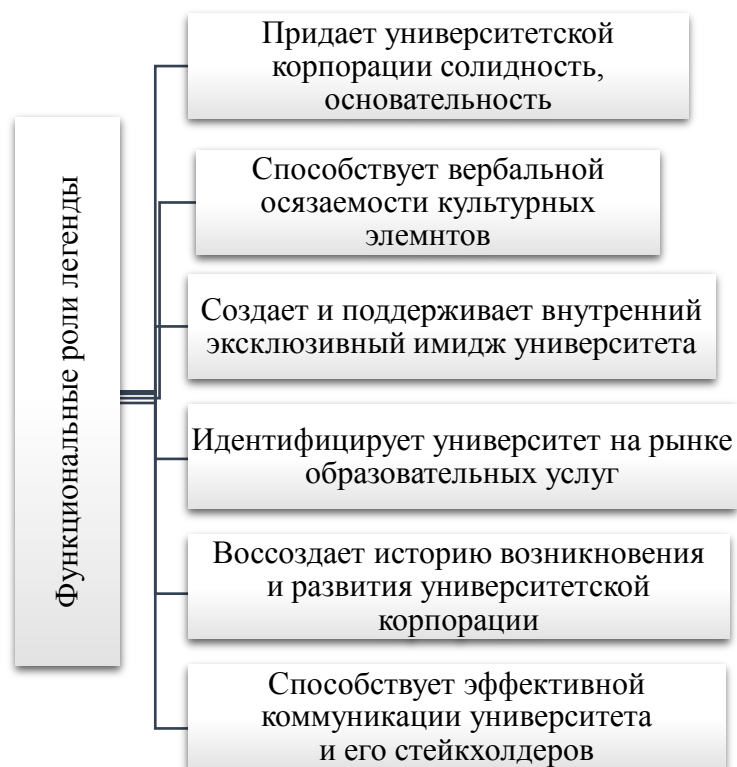 Функциональные роли легенды
Придает университетской
корпорации солидность,
основательность
Способствует вербальной
осязаемости культурных
элемнтов
Создает и поддерживает внутренний
эксклюзивный имидж университета
Идентифицирует университет на рынке
образовательных услуг
Воссоздает историю возникновения
и развития университетской
корпорации
Способствует эффективной
коммуникации университета
и его стейкхолдеров